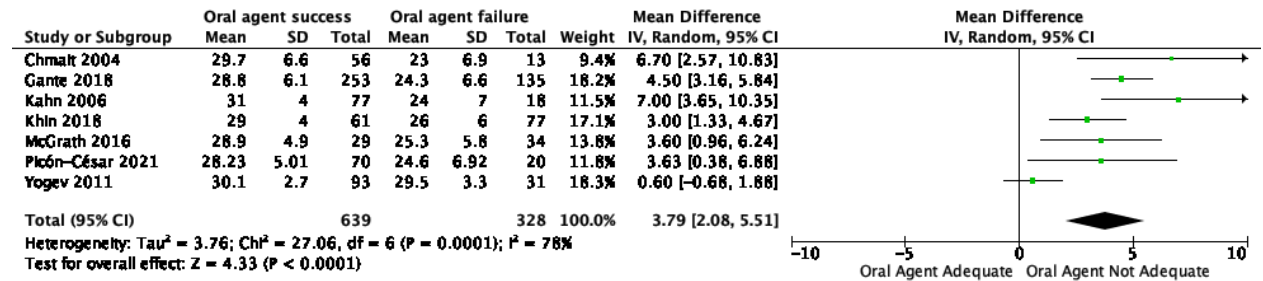 Oral agent success Oral agent failure Mean Difference Mean Difference
Study or Subgroup Mean SD Total Mean SD Total Weight IV, Random, 95% CI IV, Random, 95% CI
Chmait 2004 29.7 6.6 56 23 6.9 13 9.4% 6.70 [2.57, 10.83]
Gante 2018 28.8 6.1 253 24.3 6.6 135 18.2% 4.50 [3.16, 5.84]
Kahn 2006 31 4 77 24 7 18 11.5% 7.00 [3.65, 10.35]
Khin 2018 29 4 61 26 6 77 17.1% 3.00 [1.33, 4.67]
McGrath 2016 28.9 4.9 29 25.3 5.8 34 13.8% 3.60 [0.96, 6.24]
Picón-César 2021 28.23 5.01 70 24.6 6.92 20 11.8% 3.63 [0.38, 6.88]
Yogev 2011 30.1 2.7 93 29.5 3.3 31 18.3% 0.60 [-0.68, 1.88]
Total (95% CI) 639 328 100.0% 3.79 [2.08, 5.51]
Heterogeneity: Tau² = 3.76; Chi² = 27.06, df = 6 (P = 0.0001); I² = 78%
Test for overall effect: Z = 4.33 (P < 0.0001)
-10 -5 0 5 10
Oral Agent Adequate Oral Agent Not Adequate